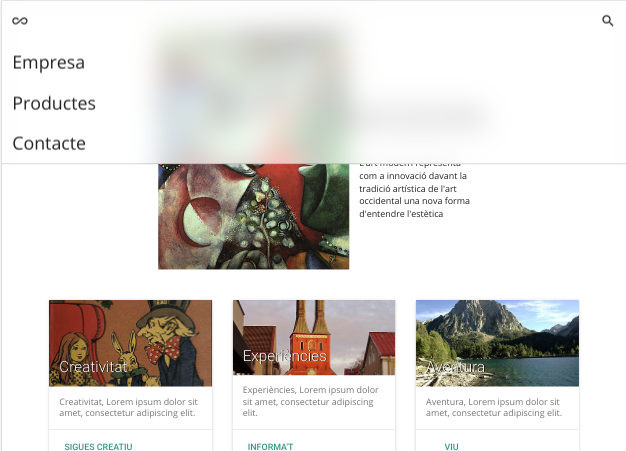 Empresa
Productes
Contacte
L'art modern representa
com a innovació davant la
tradició artística de l'art
occidental una nova forma
d'entendre l'estètica
Creativitat
Creativitat, Lorem ipsum dolor sit
amet, consectetur adipiscing
elit.
SIGUES CREATIU
Experiències
Experiències, Lorem ipsum dolor
sit amet, consectetur adipiscing
elit.
INFORMA'T
Aventura
Aventura, Lorem ipsum dolor sit
amet, consectetur adipiscing elit.
VIU